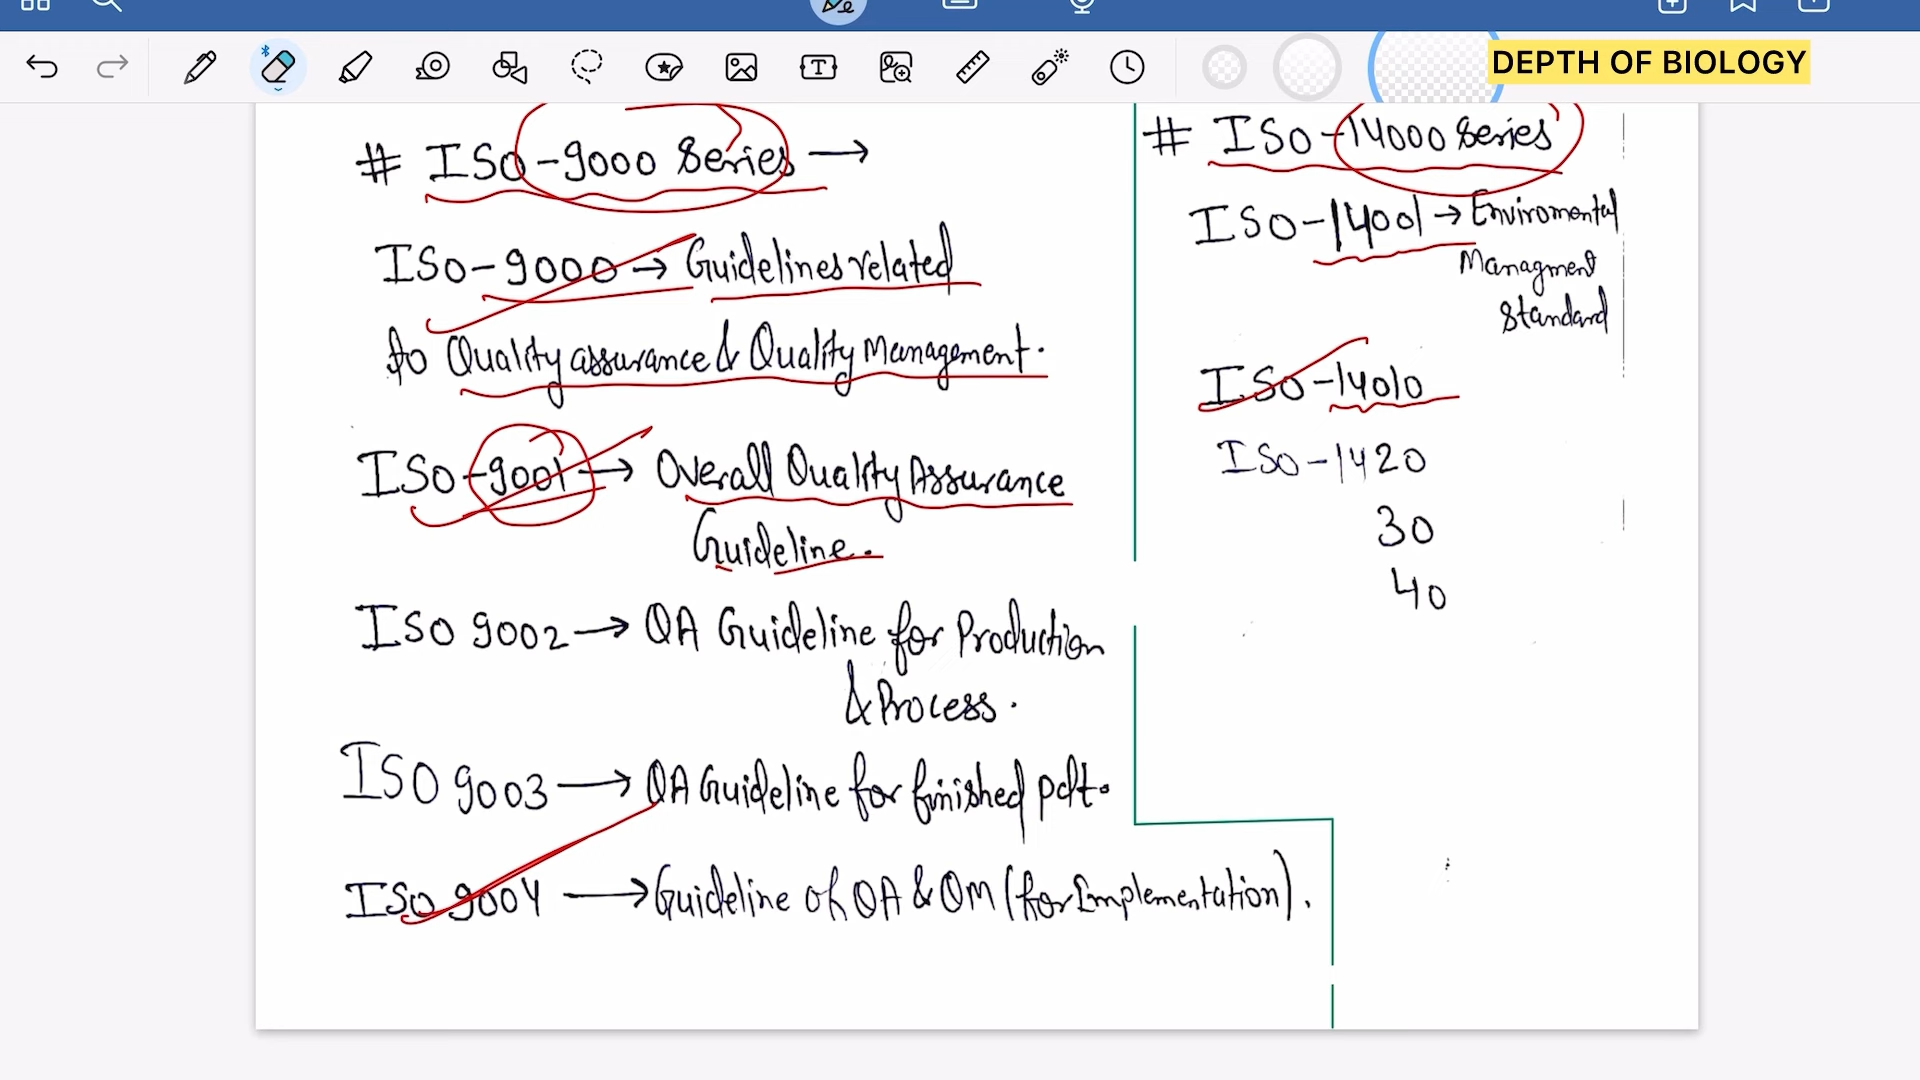 DEPTH OF BIOLOGY
# ISO-9000 Series →
ISO-9000 → Guidelines related
to Quality assurance & Quality Management.
ISO-9001 → Overall Quality Assurance
Guideline.
ISO 9002 → QA Guideline for Production
& Process.
ISO 9003 → QA Guideline for finished pdt.
ISO 9004 → Guideline of QA & QM (for Implementation).
# ISO-14000 Series
ISO-14001 → Enviromental
Managment
Standard
ISO-14010
ISO-1420
30
40